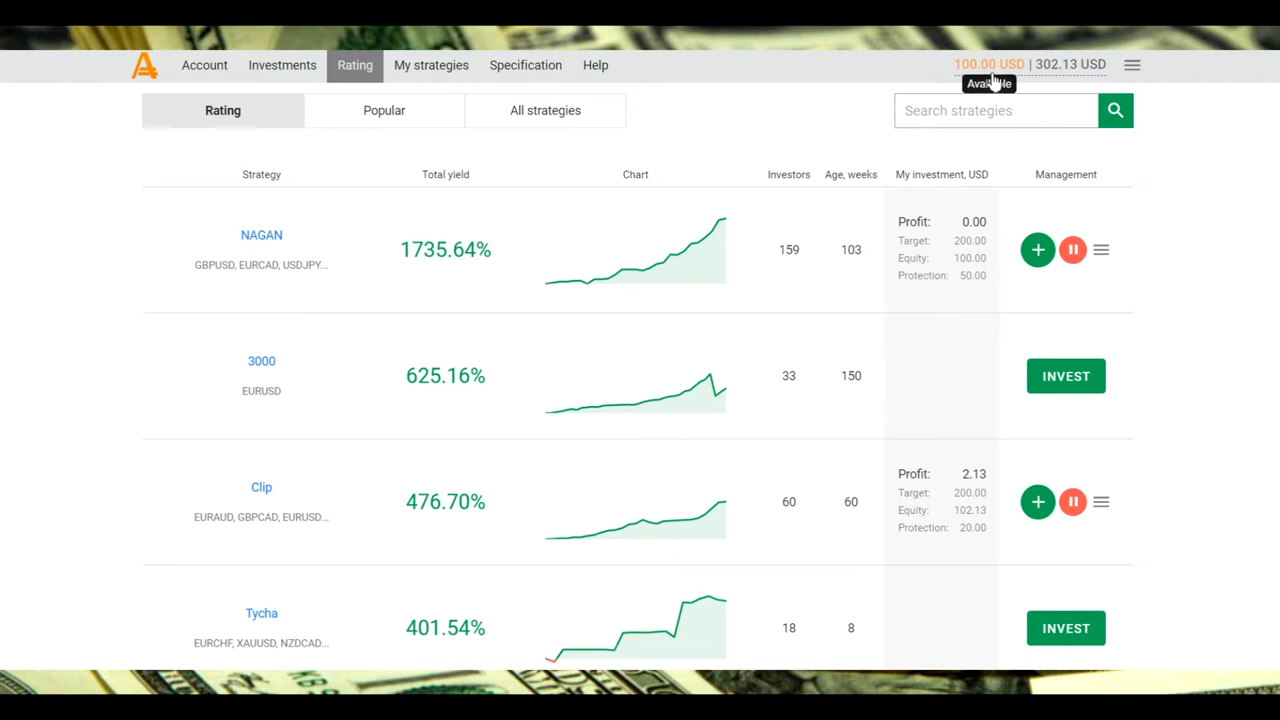 Account Investments Rating My strategies Specification Help 100.00 USD | 302.13 USD
Rating Popular All strategies Search strategies
Strategy Total yield Chart Investors Age, weeks My investment, USD Management
NAGAN
GBPUSD, EURCAD, USDJPY...
1735.64%
159
103
Profit: 0.00
Target: 200.00
Equity: 100.00
Protection: 50.00
3000
EURUSD
625.16%
33
150
INVEST
Clip
EURAUD, GBPCAD, EURUSD...
476.70%
60
60
Profit: 2.13
Target: 200.00
Equity: 102.13
Protection: 20.00
Tycha
EURCHF, XAUUSD, NZDCAD...
401.54%
18
8
INVEST